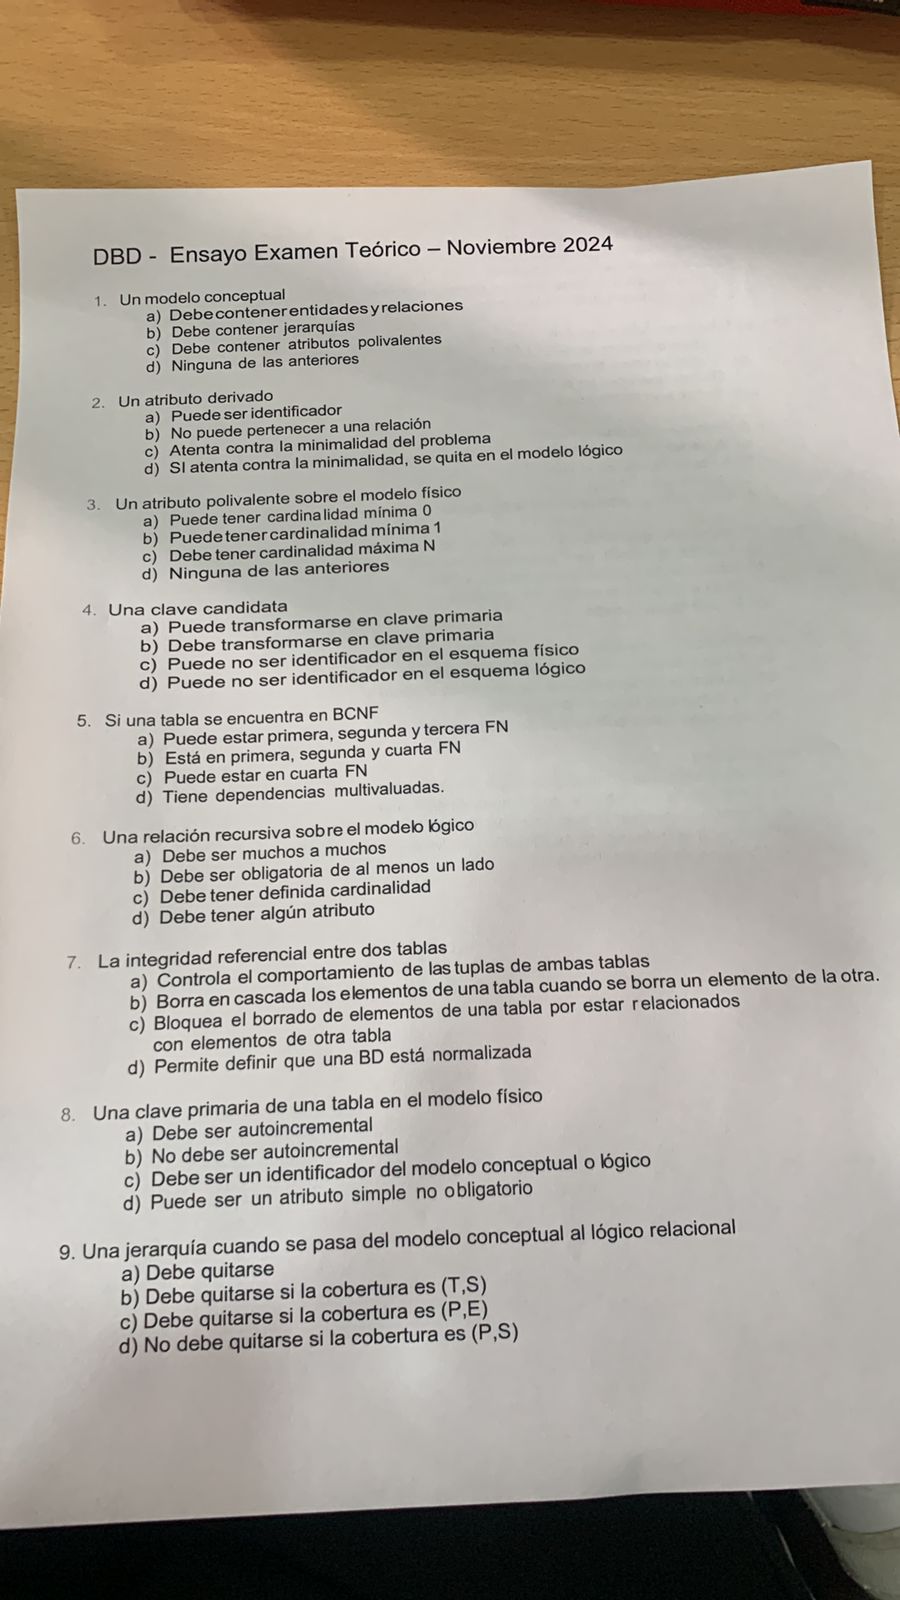 DBD - Ensayo Examen Teórico – Noviembre 2024
1. Un modelo conceptual
a) Debe contener entidades y relaciones
b) Debe contener jerarquías
c) Debe contener atributos polivalentes
d) Ninguna de las anteriores
2. Un atributo derivado
a) Puede ser identificador
b) No puede pertenecer a una relación
c) Atenta contra la minimalidad del problema
d) SI atenta contra la minimalidad, se quita en el modelo lógico
3. Un atributo polivalente sobre el modelo físico
a) Puede tener cardinalidad mínima 0
b) Puede tener cardinalidad mínima 1
c) Debe tener cardinalidad máxima N
d) Ninguna de las anteriores
4. Una clave candidata
a) Puede transformarse en clave primaria
b) Debe transformarse en clave primaria
c) Puede no ser identificador en el esquema físico
d) Puede no ser identificador en el esquema lógico
5. Si una tabla se encuentra en BCNF
a) Puede estar primera, segunda y tercera FN
b) Está en primera, segunda y cuarta FN
c) Puede estar en cuarta FN
d) Tiene dependencias multivaluadas.
6. Una relación recursiva sobre el modelo lógico
a) Debe ser muchos a muchos
b) Debe ser obligatoria de al menos un lado
c) Debe tener definida cardinalidad
d) Debe tener algún atributo
7. La integridad referencial entre dos tablas
a) Controla el comportamiento de las tuplas de ambas tablas
b) Borra en cascada los elementos de una tabla cuando se borra un elemento de la otra.
c) Bloquea el borrado de elementos de una tabla por estar relacionados
con elementos de otra tabla
d) Permite definir que una BD está normalizada
8. Una clave primaria de una tabla en el modelo físico
a) Debe ser autoincremental
b) No debe ser autoincremental
c) Debe ser un identificador del modelo conceptual o lógico
d) Puede ser un atributo simple no obligatorio
9. Una jerarquía cuando se pasa del modelo conceptual al lógico relacional
a) Debe quitarse
b) Debe quitarse si la cobertura es (T,S)
c) Debe quitarse si la cobertura es (P,E)
d) No debe quitarse si la cobertura es (P,S)